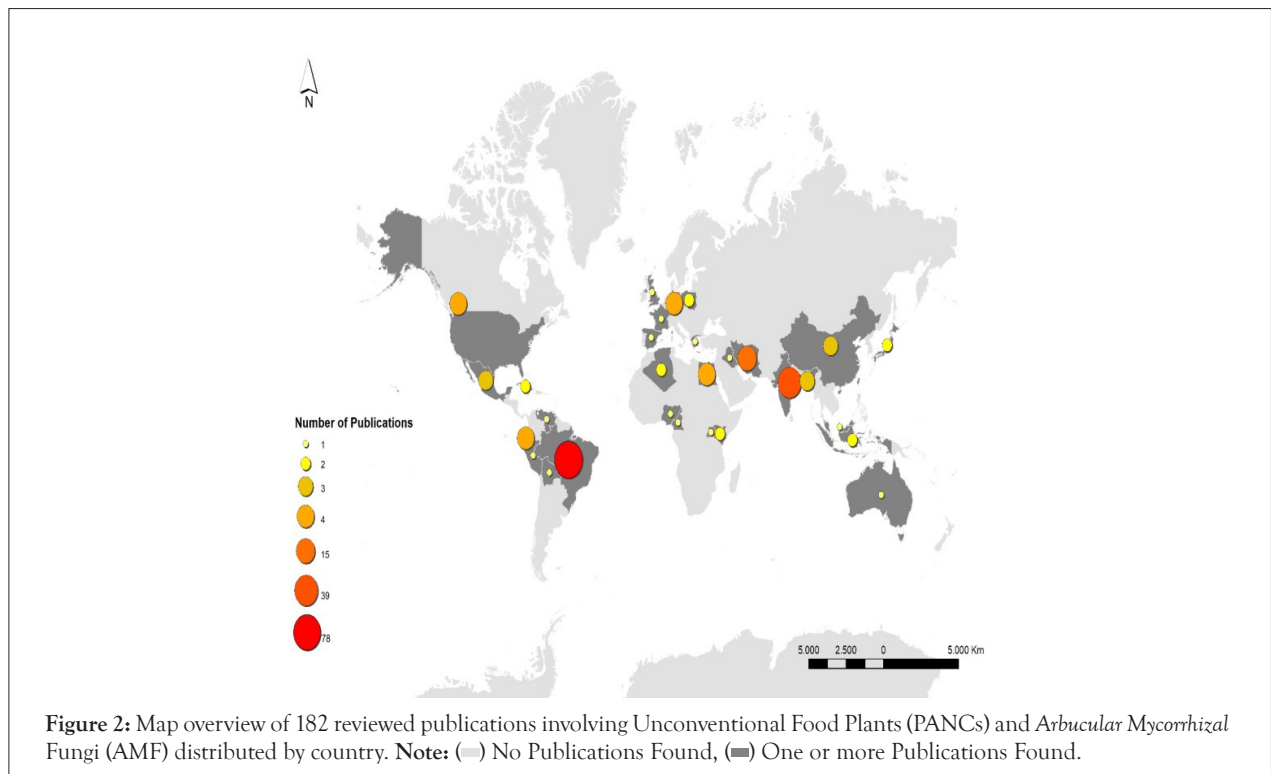 N
Number of Publications
1
2
3
4
15
39
78
5.000 2.500 0 5.000 Km
Figure 2: Map overview of 182 reviewed publications involving Unconventional Food Plants (PANCs) and Arbucular Mycorrhizal
Fungi (AMF) distributed by country. Note: ( ) No Publications Found, ( ) One or more Publications Found.